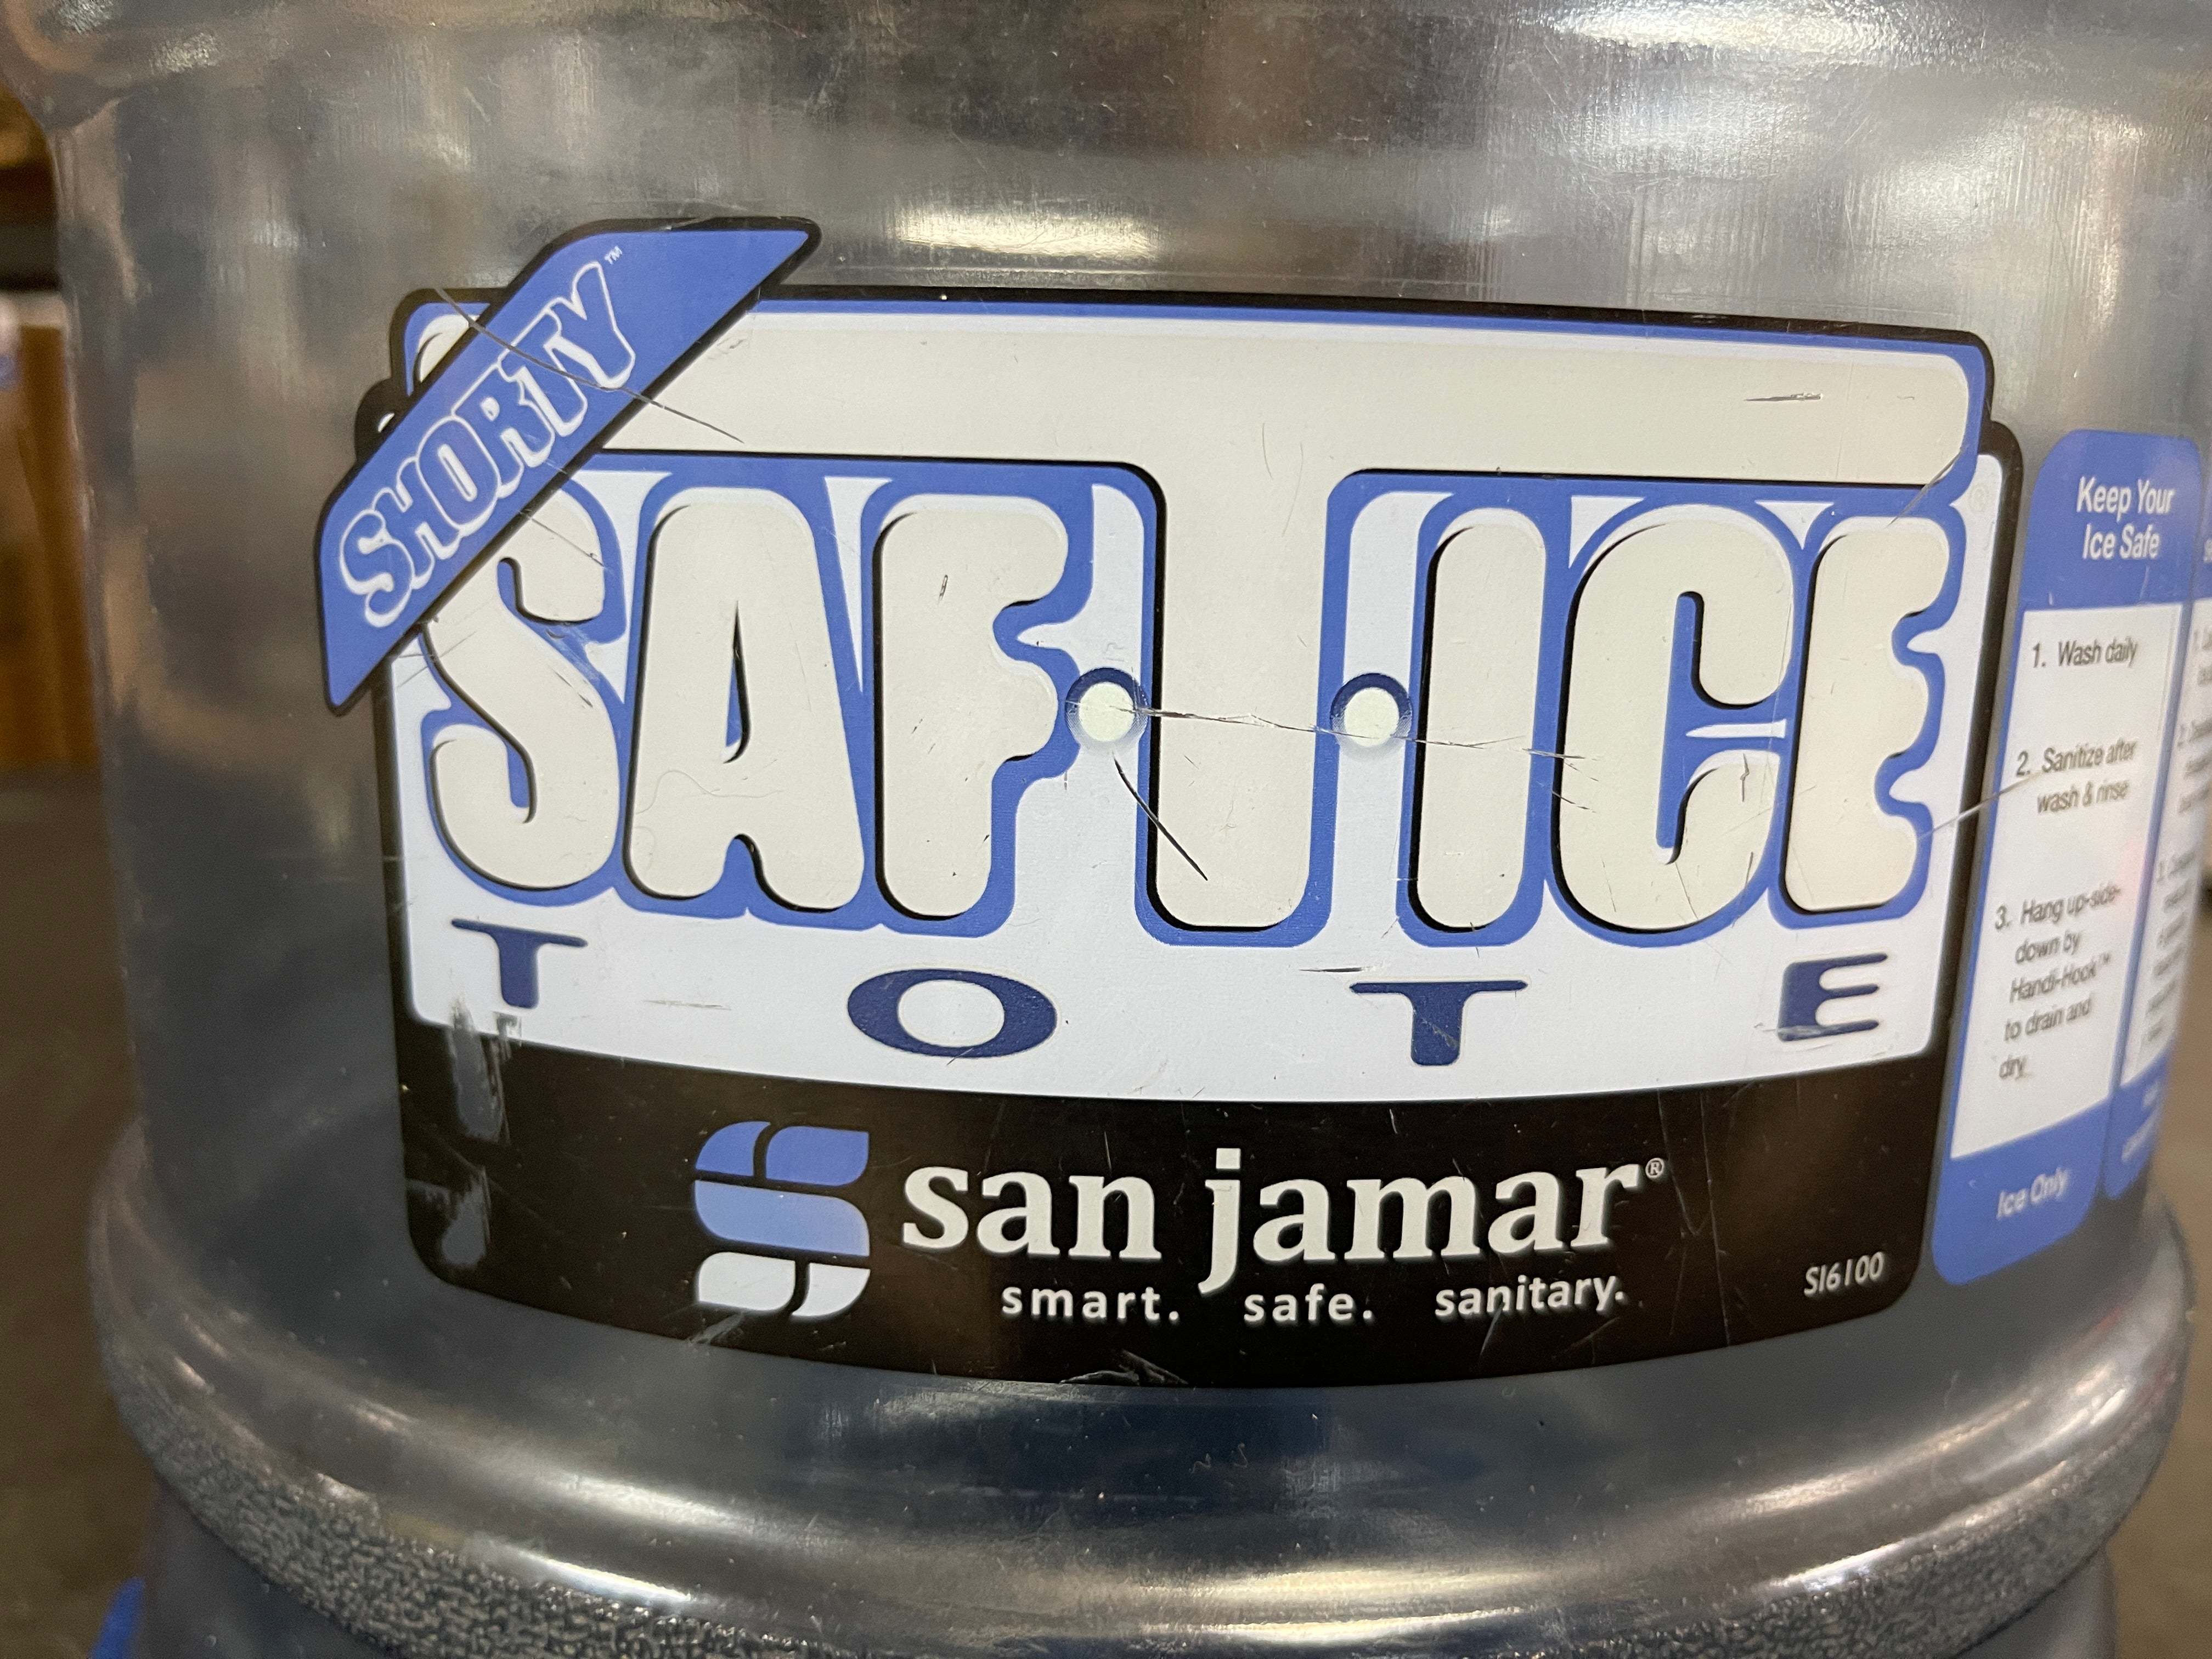 SHORTY™
SAF•T•ICE®
TOTE
san jamar®
smart. safe. sanitary.
SI6100
Keep Your
Ice Safe
1. Wash daily
2. Sanitize after
wash & rinse
3. Hang up-side-
down by
Handi-Hook™
to drain and
dry
Ice Only